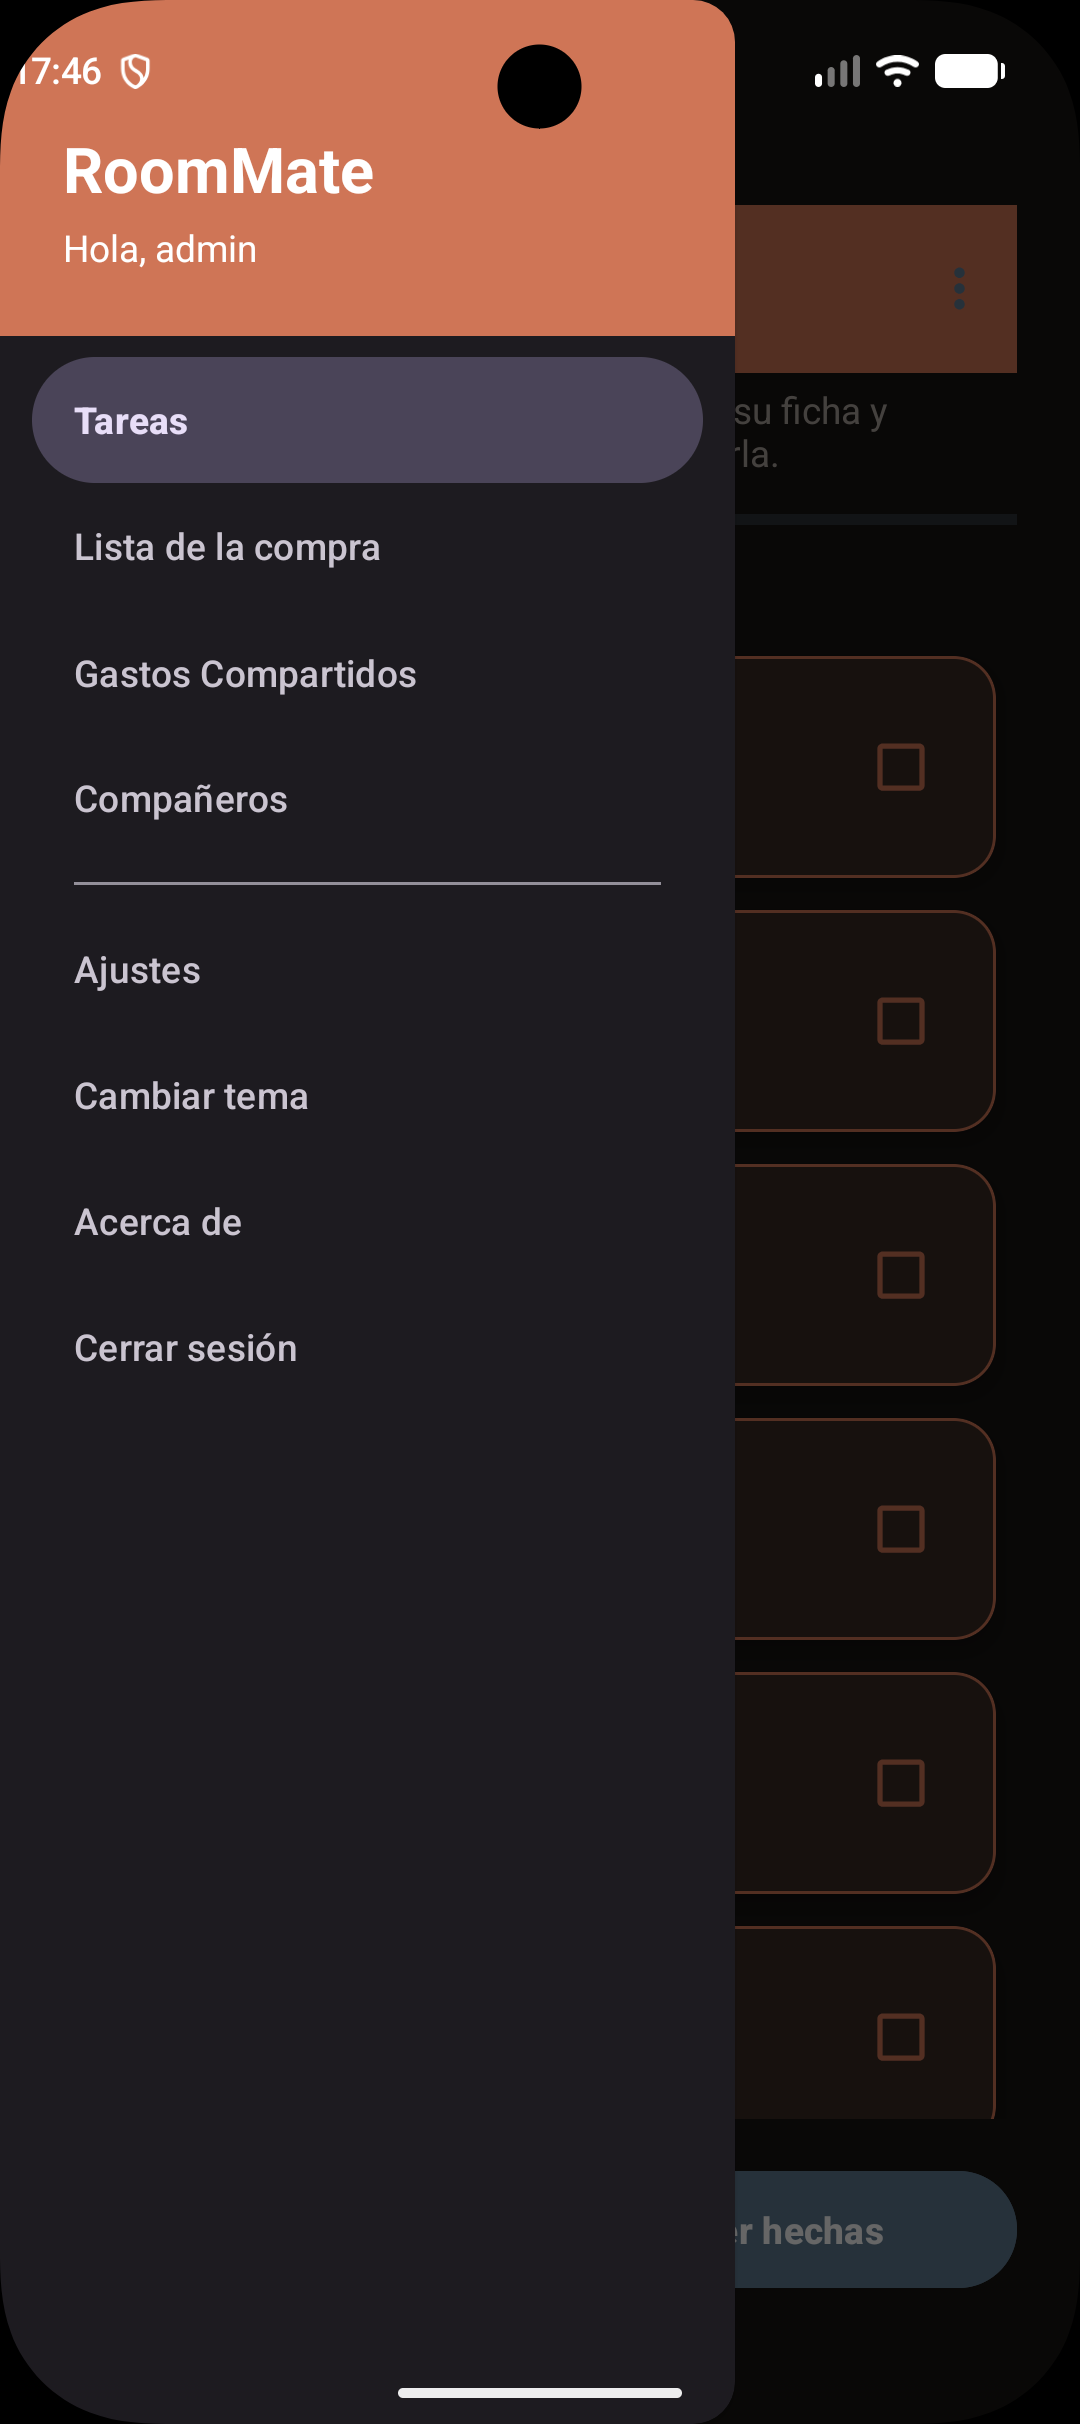 17:46
RoomMate
Hola, admin
Tareas
su ficha y
Lista de la compra
Gastos Compartidos
Compañeros
Ajustes
Cambiar tema
Acerca de
Cerrar sesión
hechas